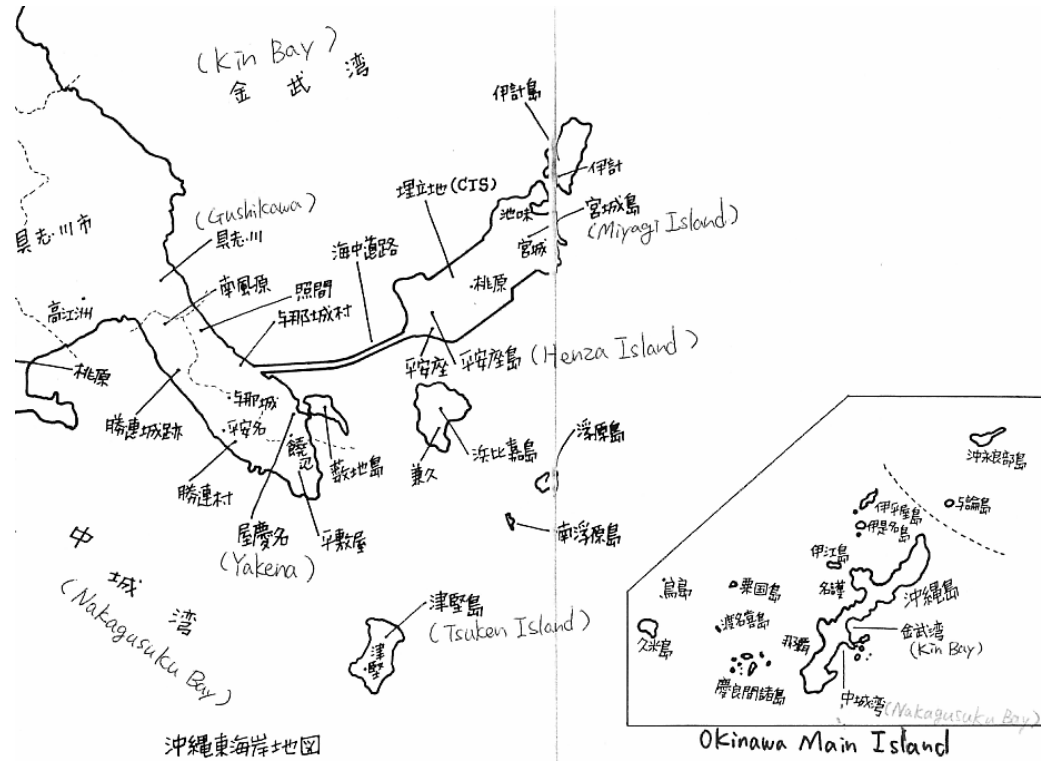 (Kin Bay)
金武湾
伊計島
伊計
埋立地(CTS)
池味
宮城島
(Miyagi Island)
宮城
(Gushikawa)
具志川
具志川市
海中道路
桃原
南風原
照間
高江洲
与那城村
平安座
平安座島 (Henza Island)
桃原
勝連城跡
与那城
平安名
饒辺
藪地島
兼久
浜比嘉島
浮原島
勝連村
屋慶名
(Yakena)
平敷屋
南浮原島
中城湾
(Nakagusuku Bay)
津堅島
(Tsuken Island)
津堅
沖縄東海岸地図
沖永良部島
与論島
伊平屋島
伊是名島
伊江島
鳥島
粟国島
名護
沖縄島
渡名喜島
久米島
那覇
金武湾
(Kin Bay)
慶良間諸島
中城湾(Nakagusuku Bay)
Okinawa Main Island